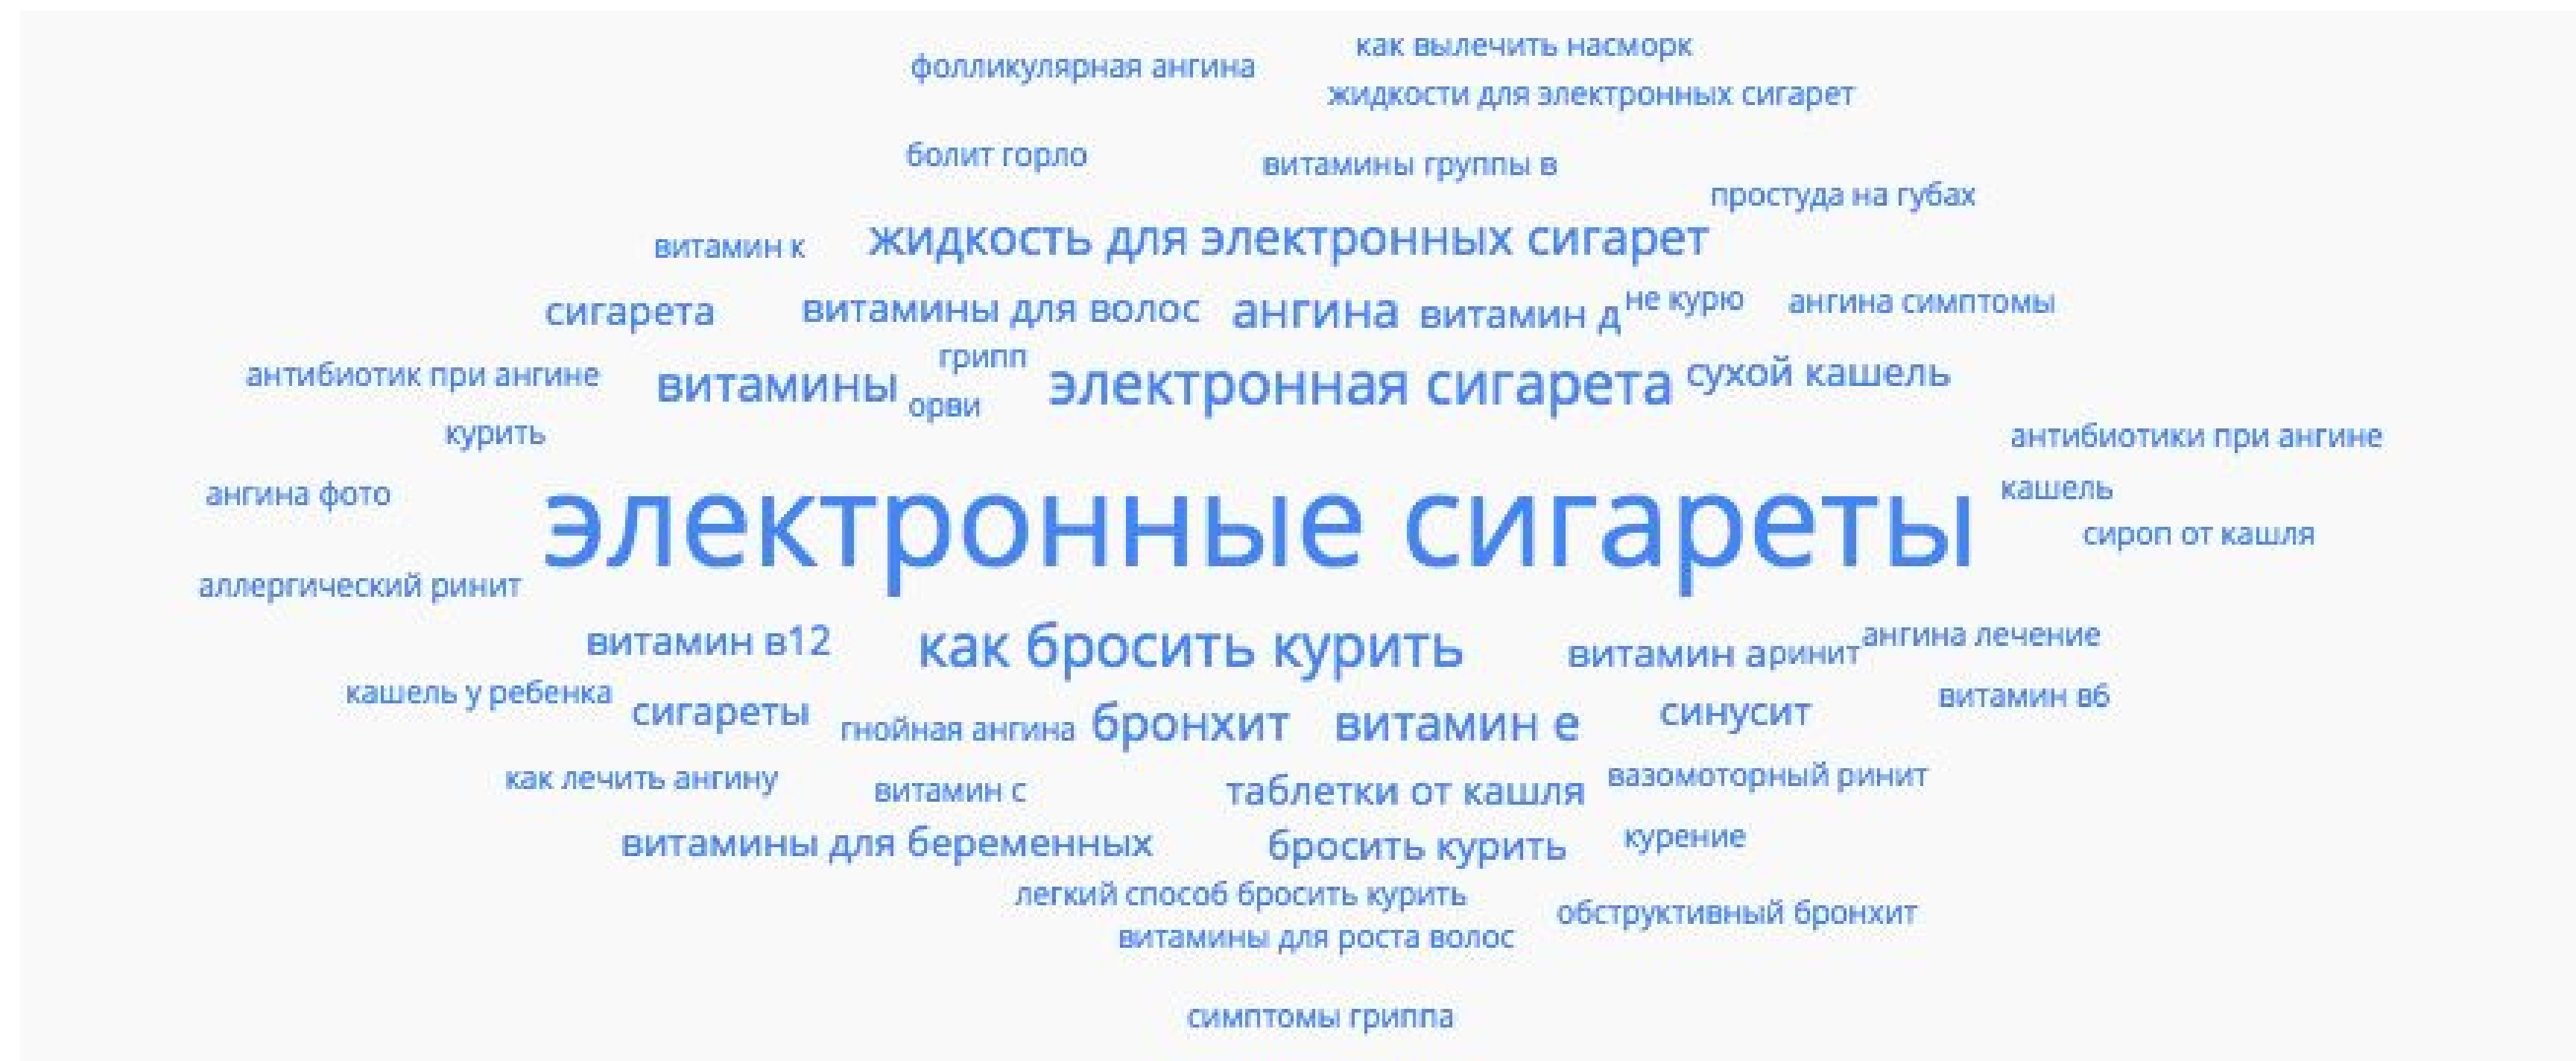 как вылечить насморк
фолликулярная ангина
жидкости для электронных сигарет
болит горло
витамины группы в
простуда на губах
витамин к
жидкость для электронных сигарет
сигарета
витамины для волос
ангина
витамин д
не курю
ангина симптомы
грипп
антибиотик при ангине
витамины
орви
электронная сигарета
сухой кашель
курить
антибиотики при ангине
ангина фото
электронные сигареты
кашель
сироп от кашля
аллергический ринит
витамин в12
как бросить курить
витамин а
ринит
ангина лечение
кашель у ребенка
сигареты
гнойная ангина
бронхит
витамин е
синусит
витамин в6
как лечить ангину
витамин с
таблетки от кашля
вазомоторный ринит
витамины для беременных
бросить курить
курение
легкий способ бросить курить
обструктивный бронхит
витамины для роста волос
симптомы гриппа